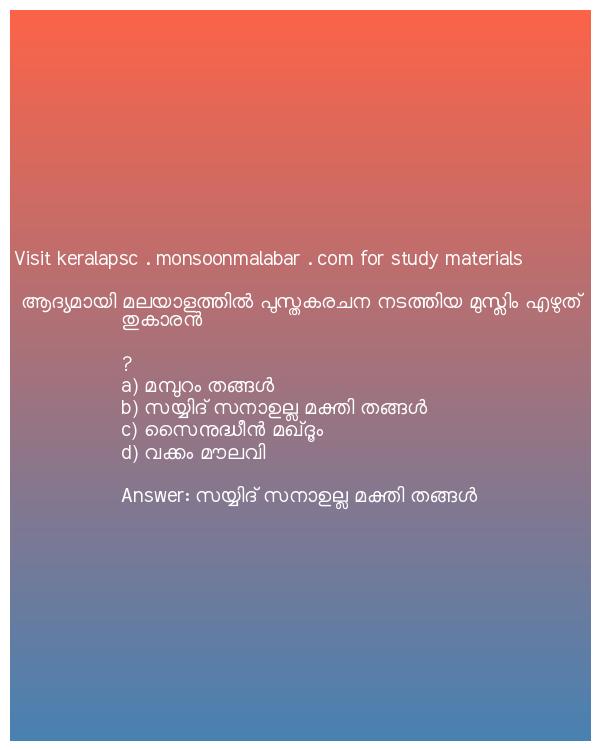 Visit keralapsc . monsoonmalabar . com for study materials
ആദ്യമായി മലയാളത്തിൽ പുസ്തകരചന നടത്തിയ മുസ്ലിം എഴുത്
തുകാരൻ
?
a) മമ്പുറം തങ്ങൾ
b) സയ്യിദ് സനാഉല്ല മക്തി തങ്ങൾ
c) സൈനുദ്ധീൻ മഖ്ദൂം
d) വക്കം മൗലവി
Answer: സയ്യിദ് സനാഉല്ല മക്തി തങ്ങൾ